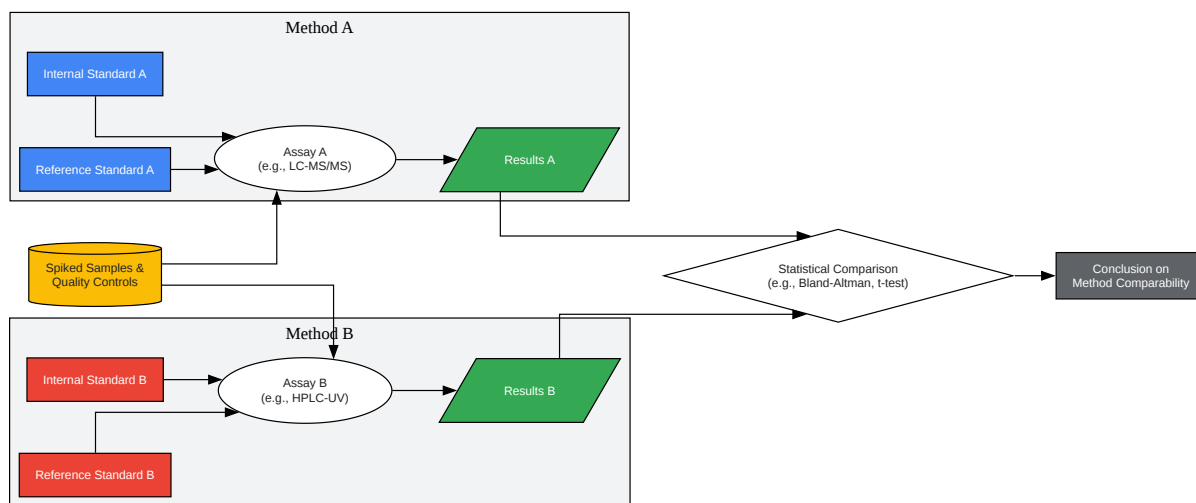 Method A
Internal Standard A
Reference Standard A
Assay A
(e.g., LC-MS/MS)
Results A
Spiked Samples &
Quality Controls
Statistical Comparison
(e.g., Bland-Altman, t-test)
Conclusion on
Method Comparability
Method B
Internal Standard B
Assay B
(e.g., HPLC-UV)
Results B
Reference Standard B